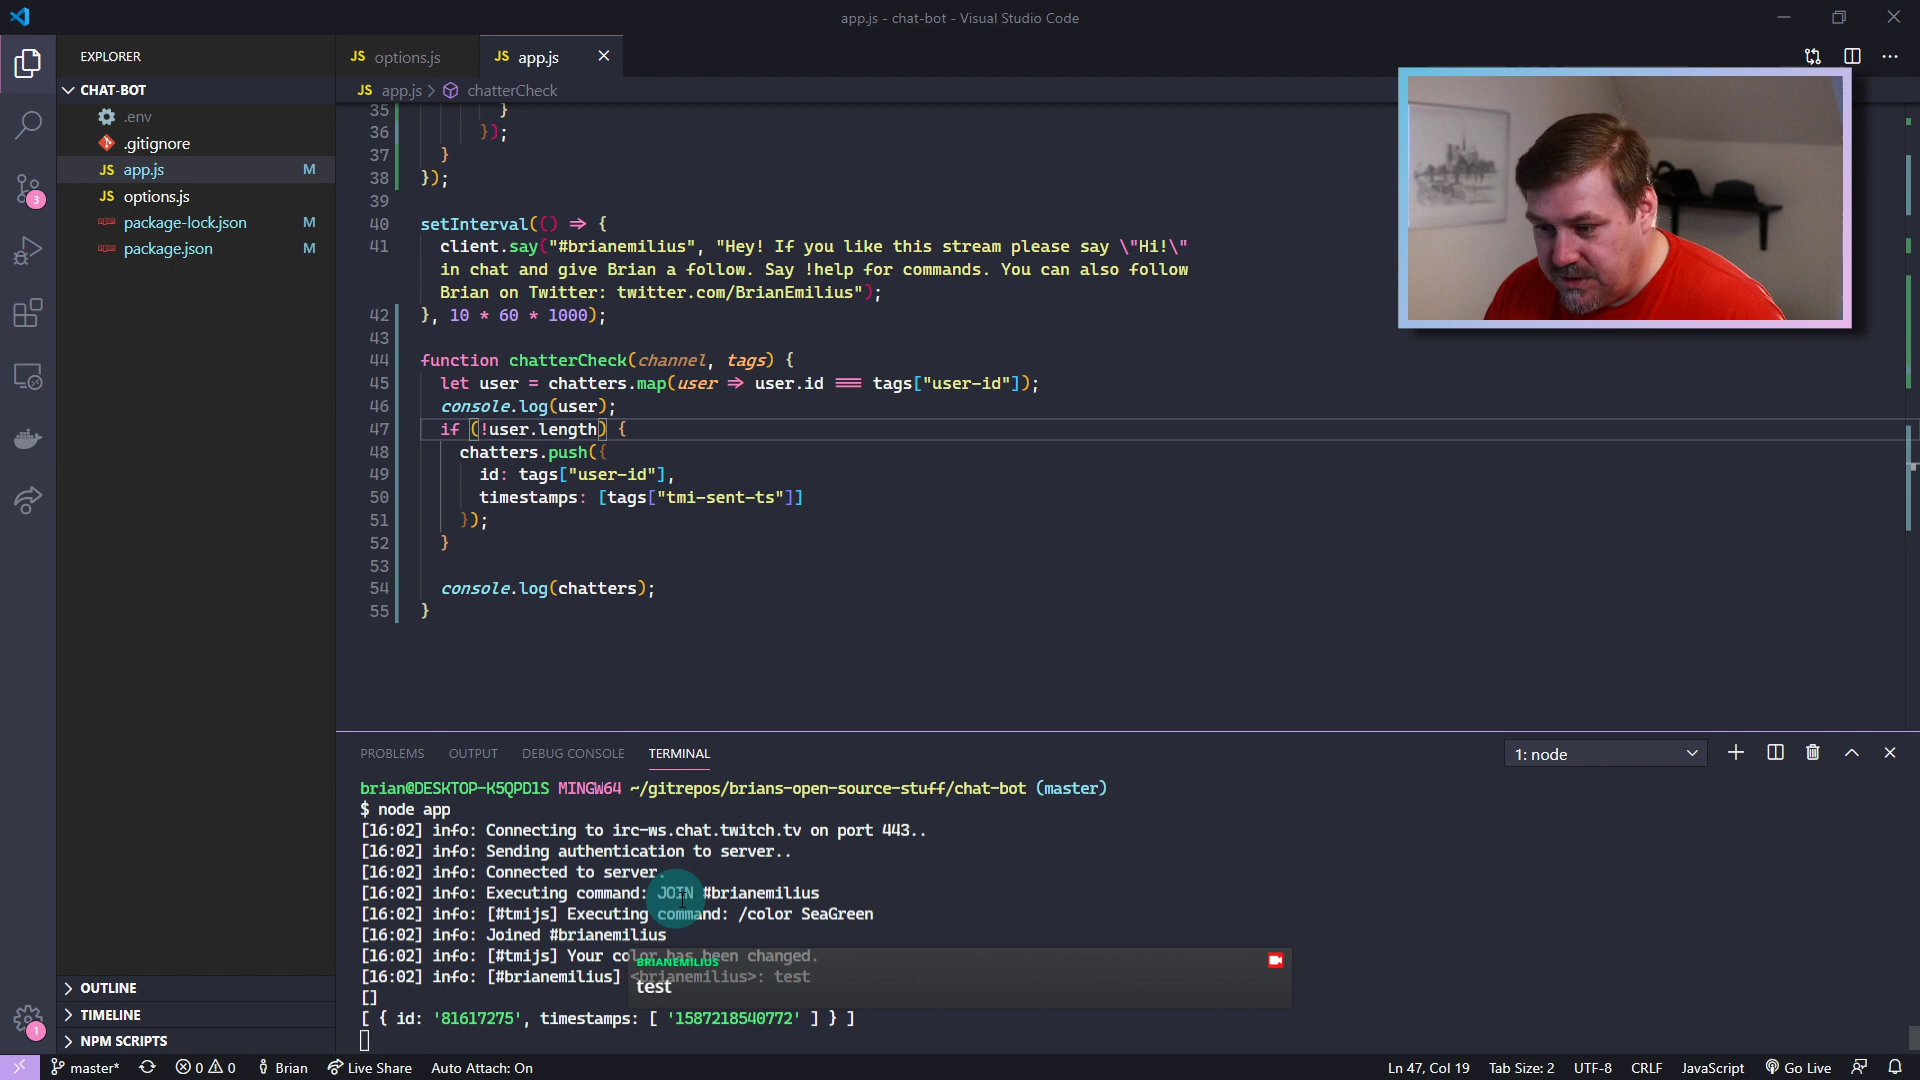 app.js - chat-bot - Visual Studio Code
EXPLORER
JS options.js
JS app.js
CHAT-BOT
JS app.js > chatterCheck
.env
.gitignore
JS app.js M
JS options.js
package-lock.json M
package.json M
3
35 }
36 });
37 }
38 });
39
40 setInterval(() => {
41 client.say("#brianemilius", "Hey! If you like this stream please say \"Hi!\"
in chat and give Brian a follow. Say !help for commands. You can also follow
Brian on Twitter: twitter.com/BrianEmilius");
42 }, 10 * 60 * 1000);
43
44 function chatterCheck(channel, tags) {
45 let user = chatters.map(user => user.id === tags["user-id"]);
46 console.log(user);
47 if (!user.length) {
48 chatters.push({
49 id: tags["user-id"],
50 timestamps: [tags["tmi-sent-ts"]]
51 });
52 }
53
54 console.log(chatters);
55 }
PROBLEMS OUTPUT DEBUG CONSOLE TERMINAL 1: node
brian@DESKTOP-K5QPD1S MINGW64 ~/gitrepos/brians-open-source-stuff/chat-bot (master)
$ node app
[16:02] info: Connecting to irc-ws.chat.twitch.tv on port 443..
[16:02] info: Sending authentication to server..
[16:02] info: Connected to server.
[16:02] info: Executing command: JOIN #brianemilius
[16:02] info: [#tmijs] Executing command: /color SeaGreen
[16:02] info: Joined #brianemilius
[16:02] info: [#tmijs] Your color has been changed.
[16:02] info: [#brianemilius] <brianemilius>: test
[]
[ { id: '81617275', timestamps: [ '1587218540772' ] } ]
BRIANEMILIUS
test
OUTLINE
TIMELINE
NPM SCRIPTS
1
master* 0 0 Brian Live Share Auto Attach: On Ln 47, Col 19 Tab Size: 2 UTF-8 CRLF JavaScript Go Live